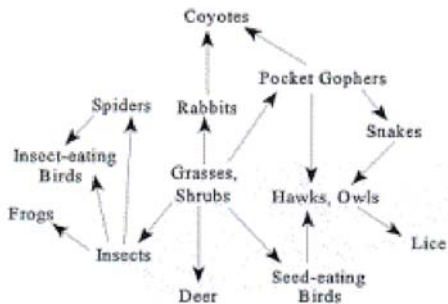 Coyotes
Pocket Gophers
Spiders
Rabbits
Snakes
Insect-eating
Birds
Grasses,
Shrubs
Hawks, Owls
Frogs
Lice
Insects
Seed-eating
Birds
Deer